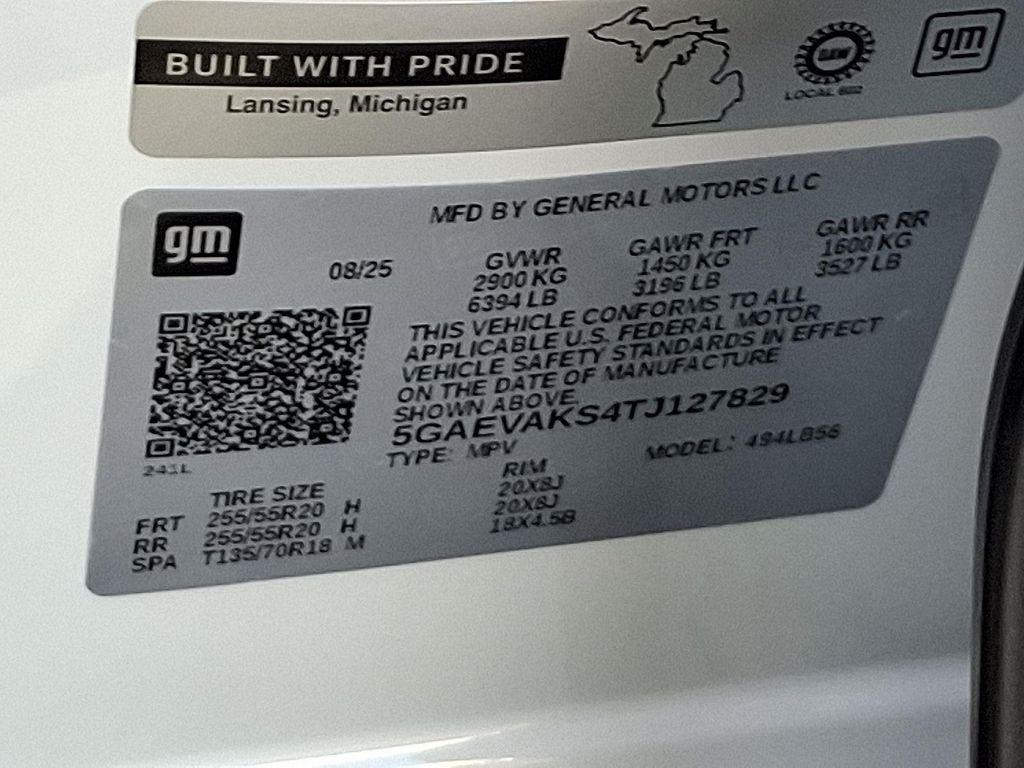 BUILT WITH PRIDE
Lansing, Michigan
UAW
LOCAL 602
gm
gm
MFD BY GENERAL MOTORS LLC
08/25
GVWR
2900 KG
6394 LB
GAWR FRT
1450 KG
3196 LB
GAWR RR
1600 KG
3527 LB
THIS VEHICLE CONFORMS TO ALL
APPLICABLE U.S. FEDERAL MOTOR
VEHICLE SAFETY STANDARDS IN EFFECT
ON THE DATE OF MANUFACTURE
SHOWN ABOVE.
5GAEVAKS4TJ127829
TYPE: MPV MODEL: 494LB56
241L
TIRE SIZE RIM
FRT 255/55R20 H 20X8J
RR 255/55R20 H 20X8J
SPA T135/70R18 M 18X4.5B